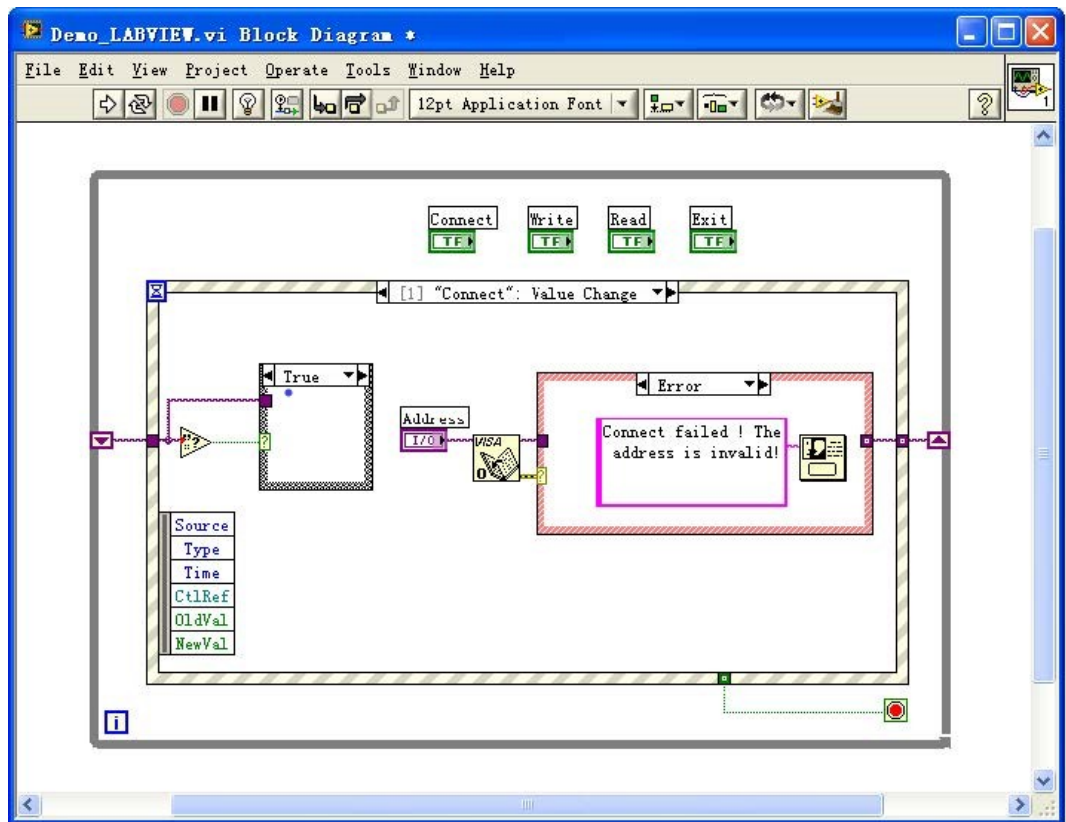 Demo_LABVIEW.vi Block Diagram *
File Edit View Project Operate Tools Window Help
12pt Application Font
1
Connect Write Read Exit
TF TF TF TF
[1] "Connect": Value Change
True
Error
Address
I/O
VISA
Connect failed ! The
address is invalid!
"?
?
?
Source
Type
Time
CtlRef
OldVal
NewVal
i